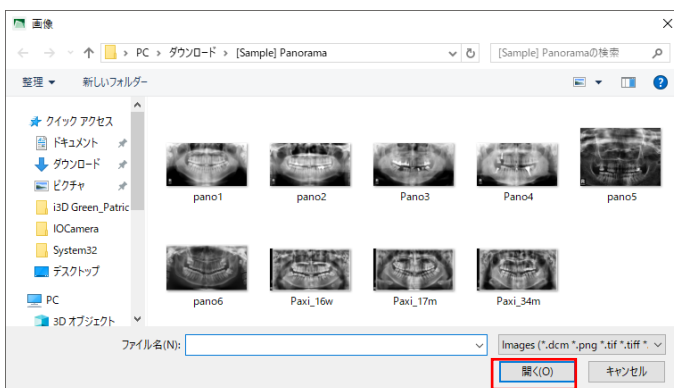 画像
PC › ダウンロード › [Sample] Panorama
[Sample] Panoramaの検索
整理 新しいフォルダー
クイック アクセス
ドキュメント
ダウンロード
ピクチャ
i3D Green_Patric
IOCamera
System32
デスクトップ
PC
3D オブジェクト
pano1 pano2 Pano3 Pano4 pano5
pano6 Paxi_16w Paxi_17m Paxi_34m
ファイル名(N):
Images (*.dcm *.png *.tif *.tiff *.
開く(O) キャンセル